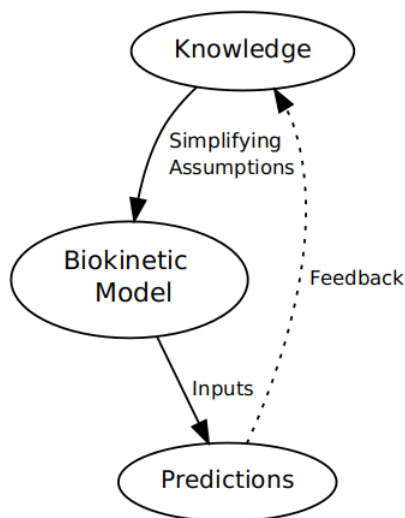 Knowledge
Simplifying
Assumptions
Biokinetic
Model
Feedback
Inputs
Predictions